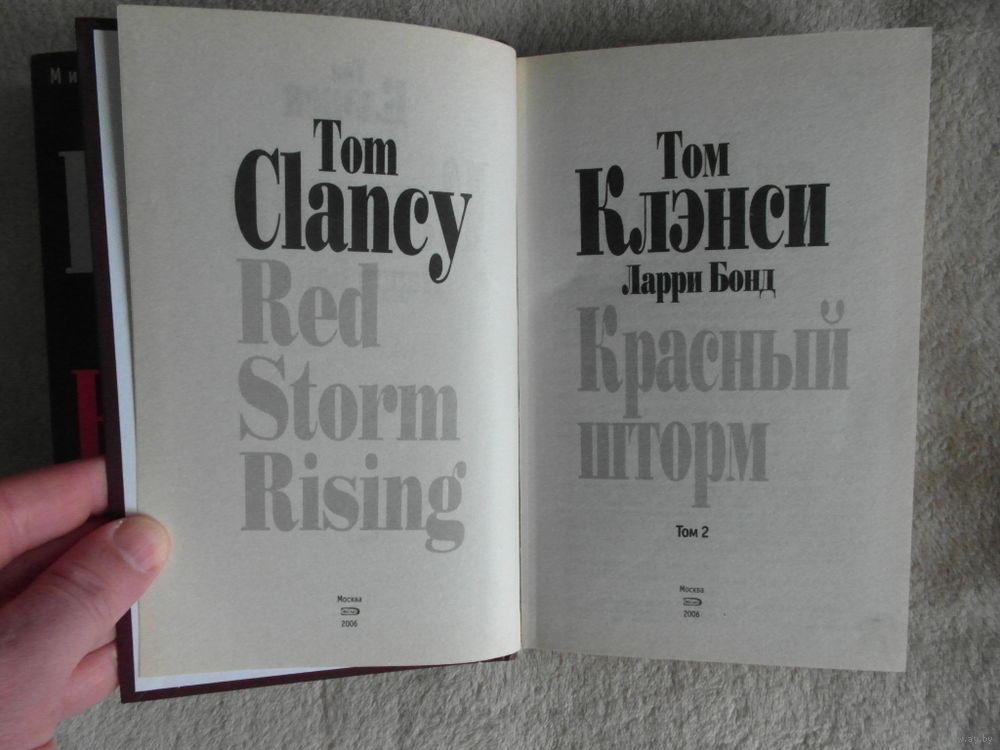 Tom
Clancy
Red
Storm
Rising
Москва
2006
Том
Клэнси
Ларри Бонд
Красный
шторм
Том 2
Москва
2006